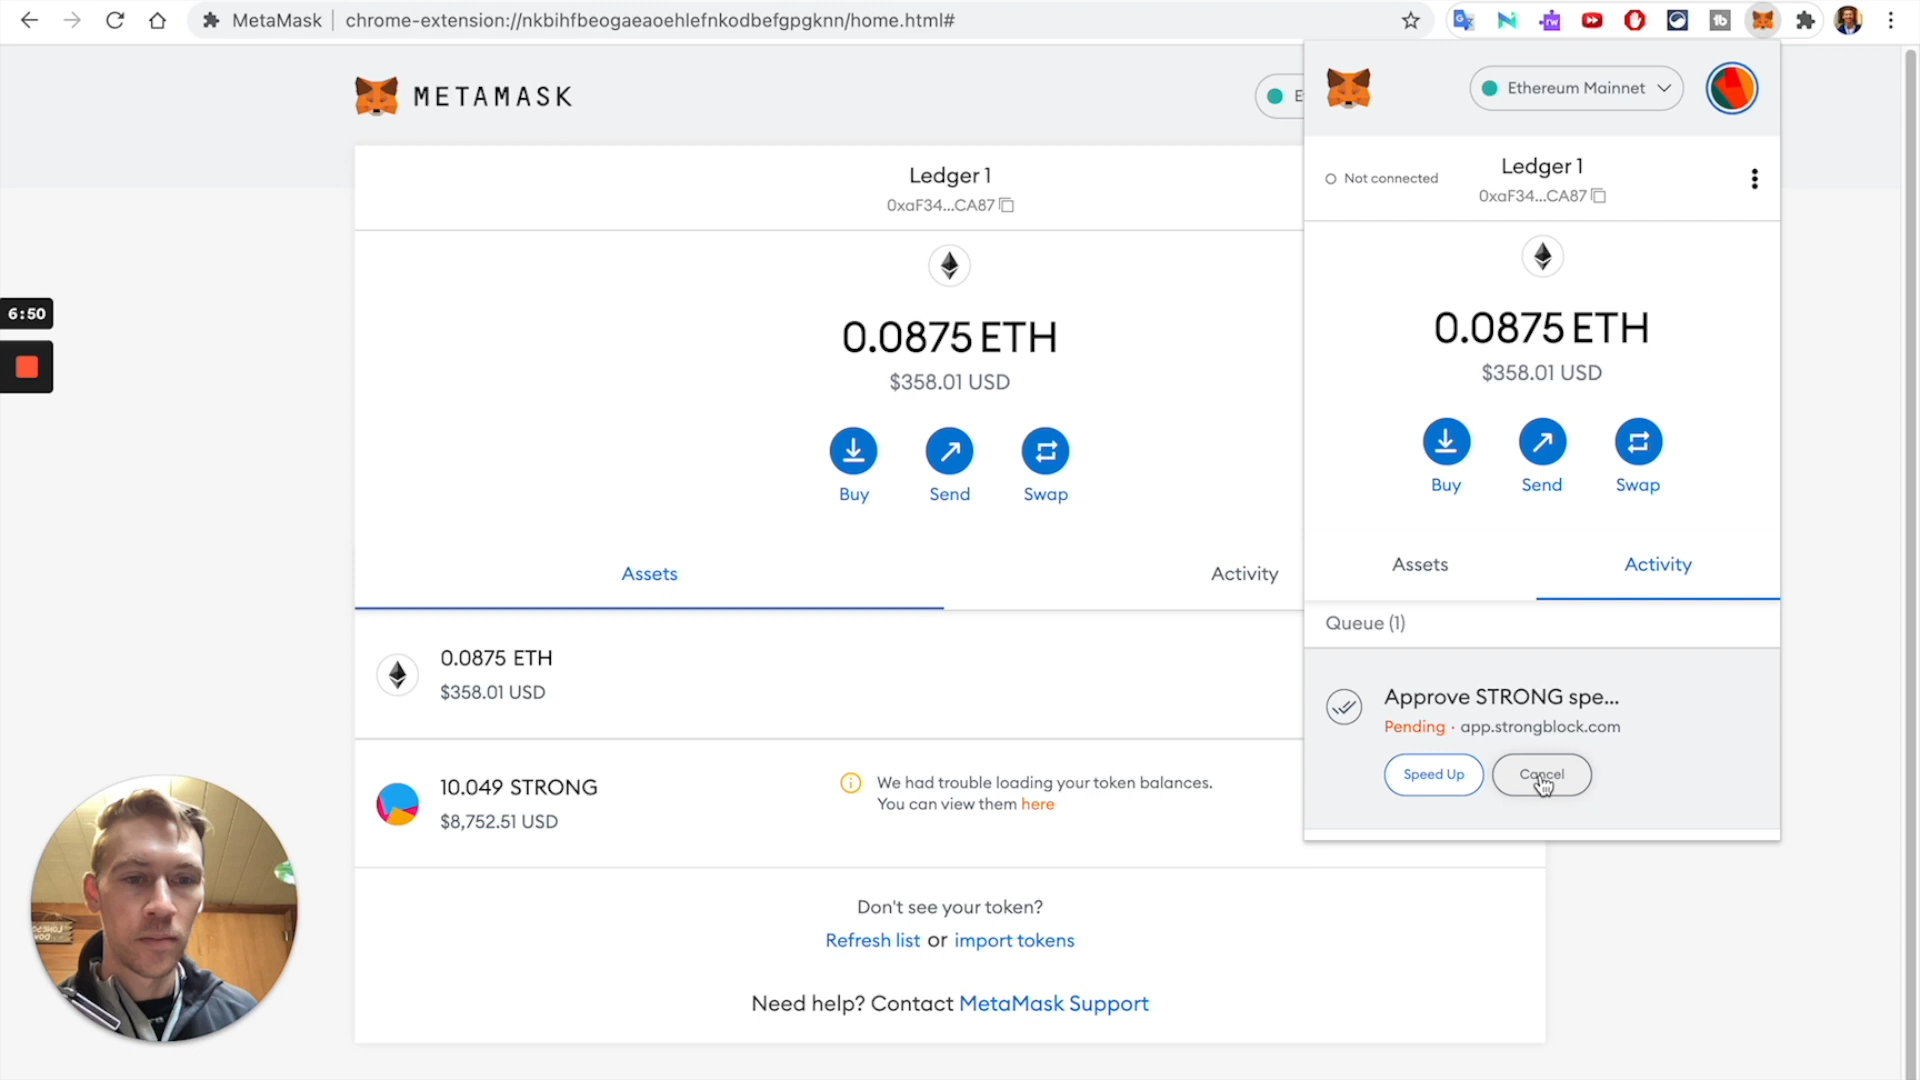 MetaMask
chrome-extension://nkbihfbeogaeaoehlefnkodbefgpgknn/home.html#
METAMASK
E
Ethereum Mainnet
Ledger 1
0xaF34...CA87
Not connected
Ledger 1
0xaF34...CA87
6:50
0.0875 ETH
$358.01 USD
0.0875 ETH
$358.01 USD
Buy
Send
Swap
Buy
Send
Swap
Assets
Activity
Assets
Activity
Queue (1)
0.0875 ETH
$358.01 USD
Approve STRONG spe...
Pending · app.strongblock.com
Speed Up
Cancel
10.049 STRONG
$8,752.51 USD
We had trouble loading your token balances.
You can view them here
Don't see your token?
Refresh list or import tokens
Need help? Contact MetaMask Support